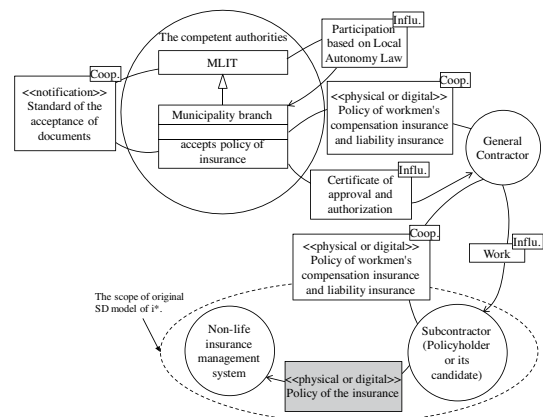 The competent authorities
MLIT
Coop.
<<notification>>
Standard of the
acceptance of
documents
Municipality branch
accepts policy of
insurance
Influ.
Participation
based on Local
Autonomy Law
Coop.
<<physical or digital>>
Policy of workmen's
compensation insurance
and liability insurance
General
Contractor
Influ.
Certificate of
approval and
authorization
Coop.
<<physical or digital>>
Policy of workmen's
compensation insurance
and liability insurance
Influ.
Work
The scope of original
SD model of i*.
Non-life
insurance
management
system
Subcontractor
(Policyholder
or its
candidate)
<<physical or digital>>
Policy of the insurance